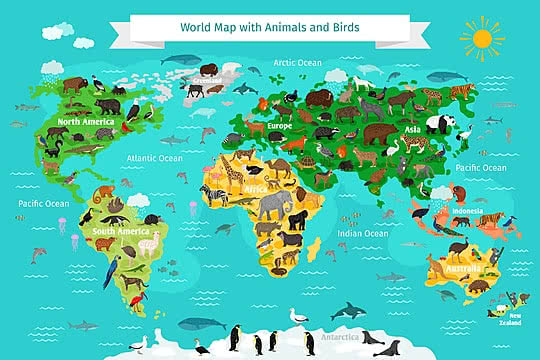 World Map with Animals and Birds
Arctic Ocean
Greenland
North America
Europe
Asia
Atlantic Ocean
Pacific Ocean
Africa
Pacific Ocean
Indonesia
South America
Indian Ocean
Australia
New
Zealand
Antarctica